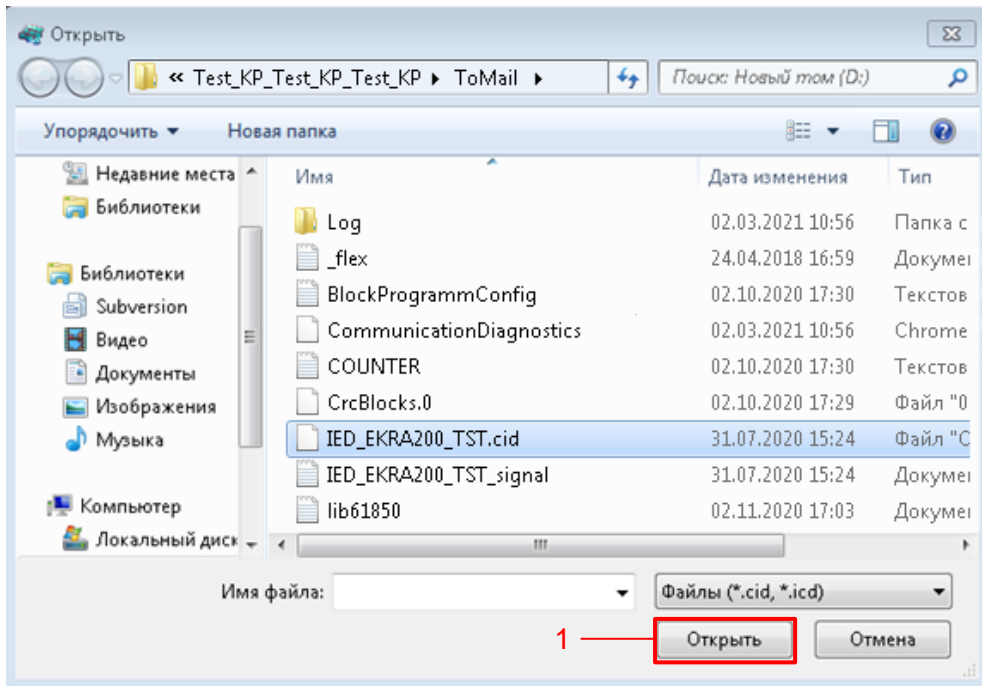 Открыть
« Test_KP_Test_KP_Test_KP ▸ ToMail ▸ Поиск: Новый том (D:)
Упорядочить ▾ Новая папка
Недавние места
Библиотеки
Библиотеки
Subversion
Видео
Документы
Изображения
Музыка
Компьютер
Локальный диск
Имя Дата изменения Тип
Log 02.03.2021 10:56 Папка с
_flex 24.04.2018 16:59 Докумен
BlockProgrammConfig 02.10.2020 17:30 Текстов
CommunicationDiagnostics 02.03.2021 10:56 Chrome
COUNTER 02.10.2020 17:30 Текстов
CrcBlocks.0 02.10.2020 17:29 Файл "0
IED_EKRA200_TST.cid 31.07.2020 15:24 Файл "C
IED_EKRA200_TST_signal 31.07.2020 15:24 Докумен
lib61850 02.11.2020 17:03 Докумен
Имя файла: Файлы (*.cid, *.icd)
1 Открыть Отмена